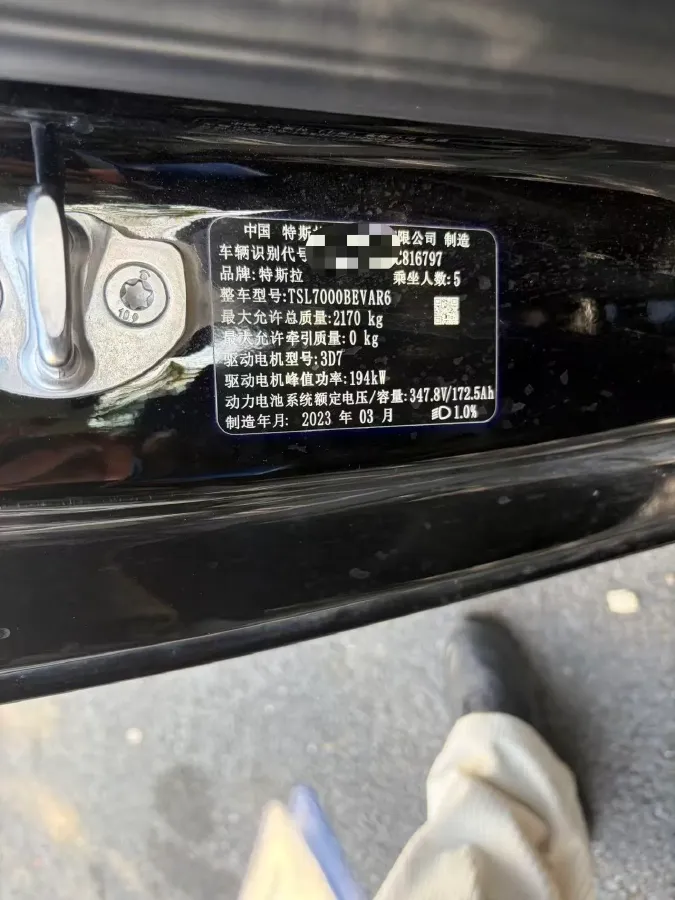 中国 特斯 限公司 制造
车辆识别代号 C816797
品牌:特斯拉 乘坐人数:5
整车型号:TSL7000BEVAR6
最大允许总质量:2170 kg
最大允许牵引质量:0 kg
驱动电机型号:3D7
驱动电机峰值功率:194kW
动力电池系统额定电压/容量:347.8V/172.5Ah
制造年月: 2023 年 03 月 1.0%
10.9